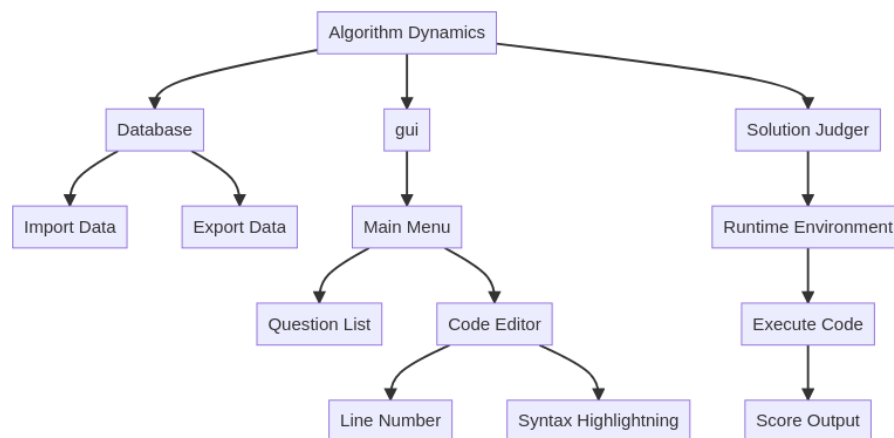 Algorithm Dynamics
Database
gui
Solution Judger
Import Data
Export Data
Main Menu
Runtime Environment
Question List
Code Editor
Execute Code
Line Number
Syntax Highlightning
Score Output